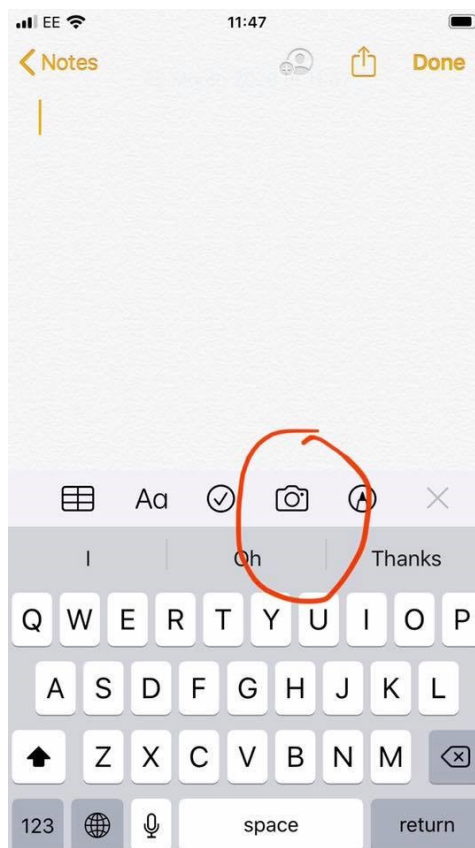 EE 11:47
Notes Done
Aa
I Oh Thanks
Q W E R T Y U I O P
A S D F G H J K L
Z X C V B N M
123 space return